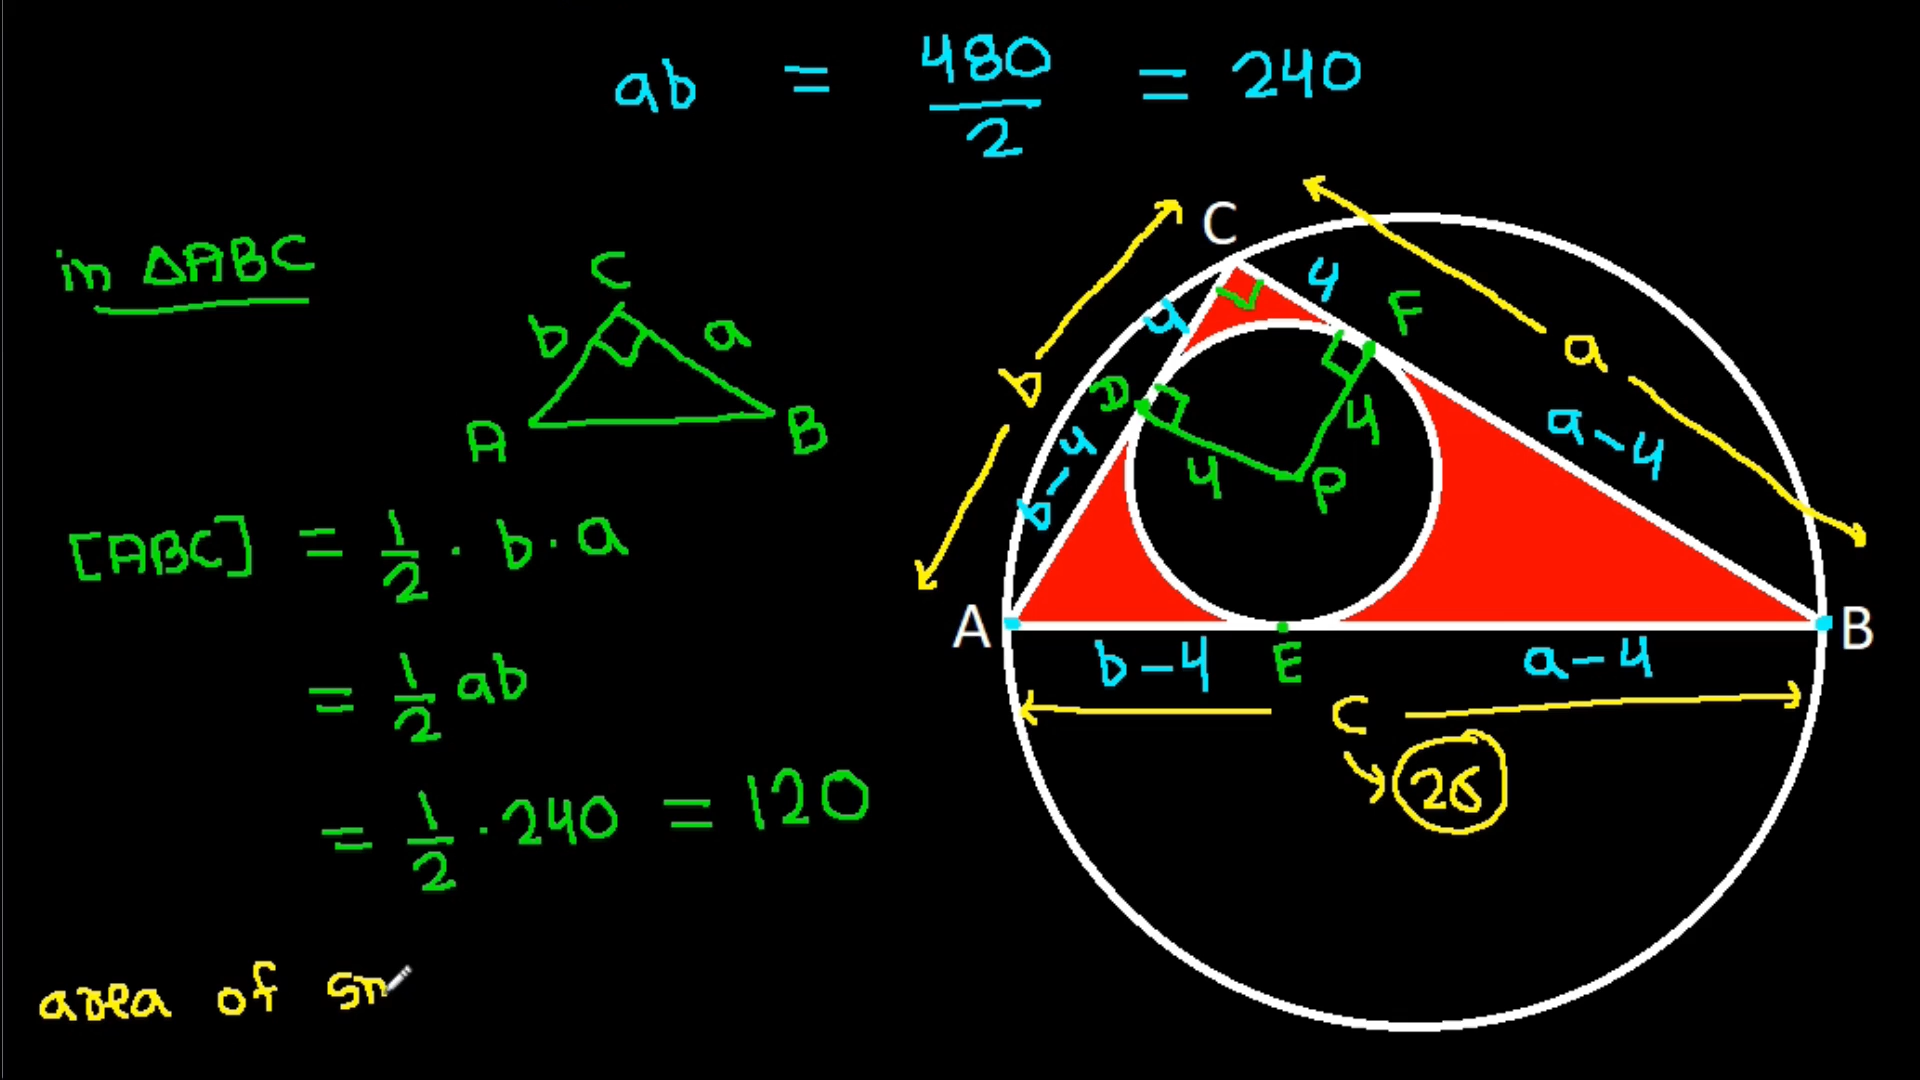 ab = 480/2 = 240
in ΔABC
C
b a
A B
[ABC] = 1/2 · b · a
= 1/2 ab
= 1/2 · 240 = 120
area of sm
C
4 F
4 a
b D
4
a-4
b-4 4 P
A B
b-4 E a-4
C
26